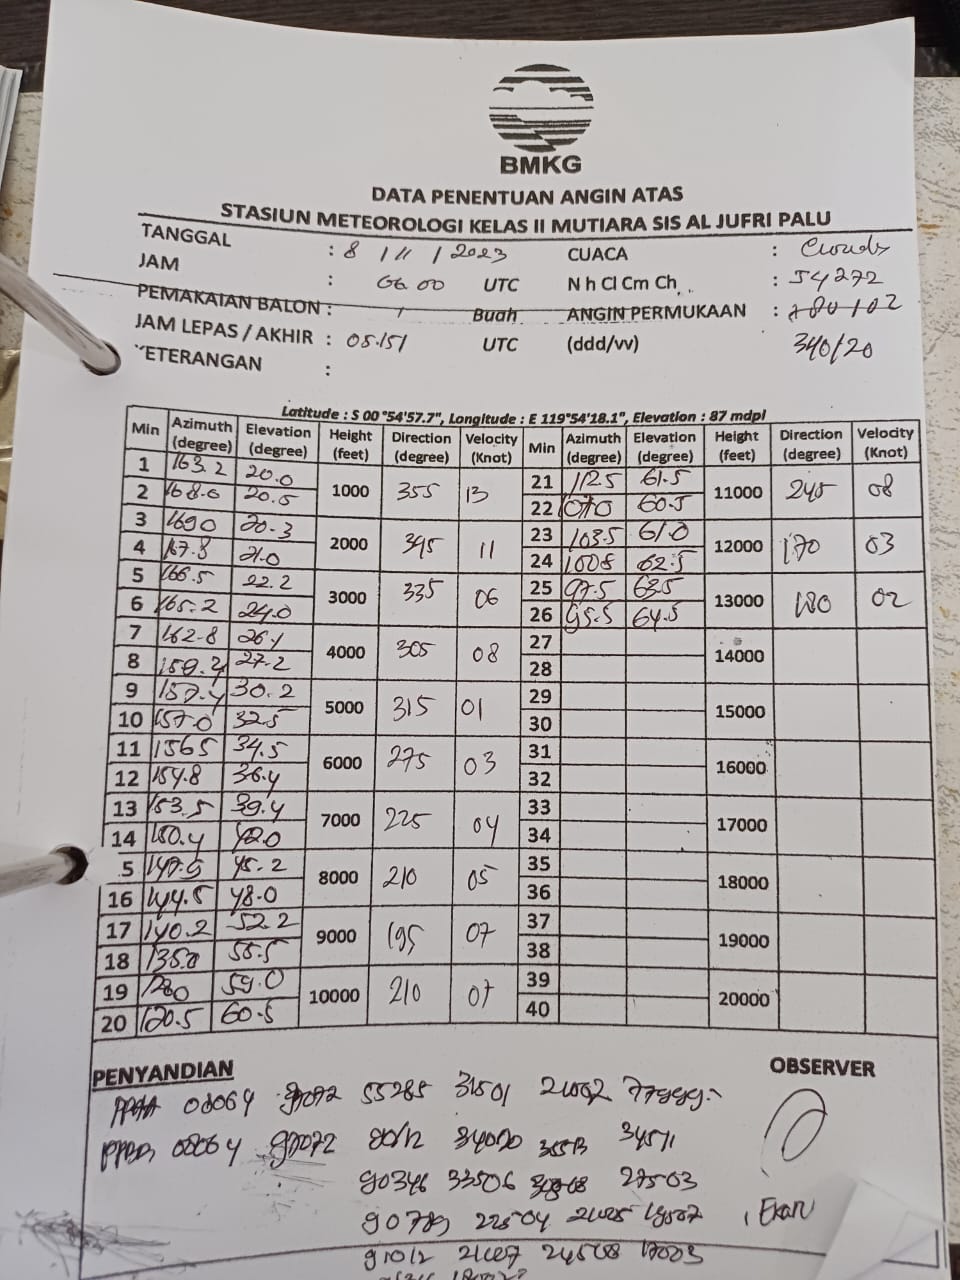 BMKG
DATA PENENTUAN ANGIN ATAS
STASIUN METEOROLOGI KELAS II MUTIARA SIS AL JUFRI PALU
TANGGAL : 8 / 11 / 2023 CUACA : Cloudy
JAM : 06.00 UTC N h Cl Cm Ch : 54272
PEMAKAIAN BALON : 1 Buah ANGIN PERMUKAAN :
JAM LEPAS / AKHIR : 05.15 / UTC (ddd/vv) 340/20
ETERANGAN :
Latitude : S 00°54'57.7", Longitude : E 119°54'18.1", Elevation : 87 mdpl
Min Azimuth (degree) Elevation (degree) Height (feet) Direction (degree) Velocity (Knot) Min Azimuth (degree) Elevation (degree) Height (feet) Direction (degree) Velocity (Knot)
1 163.2 20.0 1000 355 13 21 112.5 61.5 11000 245 08
2 168.0 20.5 22 107.0 60.5
3 169.0 20.3 2000 345 11 23 103.5 61.0 12000 170 03
4 167.8 21.0 24 100.8 62.5
5 166.5 22.2 3000 335 06 25 97.5 63.5 13000 180 02
6 165.2 24.0 26 95.5 64.5
7 162.8 26.1 4000 305 08 27 14000
8 159.2 27.2 28
9 157.4 30.2 5000 315 01 29 15000
10 157.0 32.5 30
11 156.5 34.5 6000 275 03 31 16000
12 154.8 36.4 32
13 153.5 39.4 7000 225 04 33 17000
14 150.4 42.0 34
5 147.5 45.2 8000 210 05 35 18000
16 144.5 48.0 36
17 140.2 52.2 9000 195 07 37 19000
18 135.0 55.5 38
19 128.0 59.0 10000 210 07 39 20000
20 120.5 60.5 40
PENYANDIAN OBSERVER
PPAA 08064 97072 55285 31501 21002
PPBB 08064 97072 90/12 34020 35513 34511
90346 33506 27503
90789 22504 21005 19507
910/2 21007 24508 17003